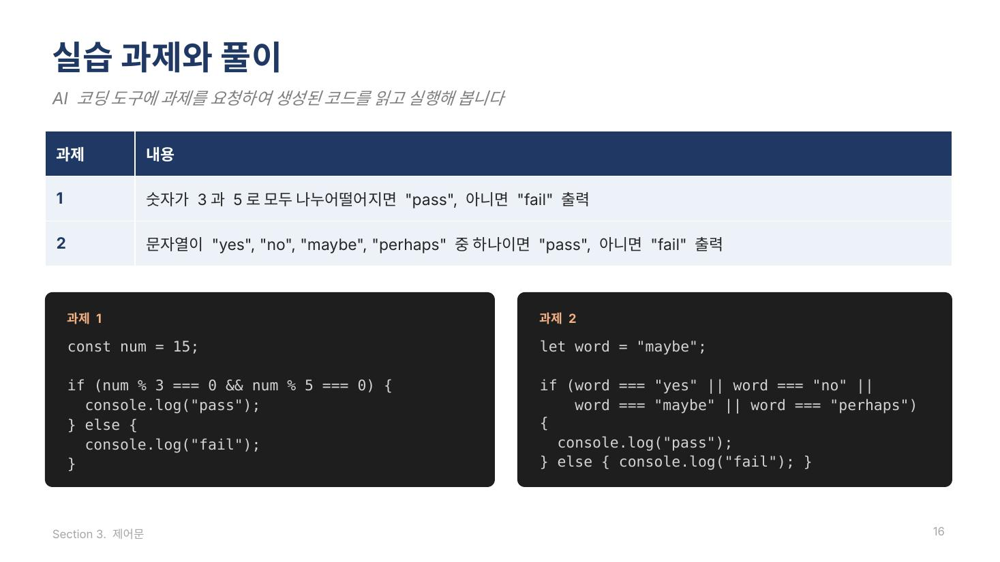 실습 과제와 풀이
AI 코딩 도구에 과제를 요청하여 생성된 코드를 읽고 실행해 봅니다
과제 내용
1 숫자가 3과 5로 모두 나누어떨어지면 "pass", 아니면 "fail" 출력
2 문자열이 "yes", "no", "maybe", "perhaps" 중 하나이면 "pass", 아니면 "fail" 출력
과제 1
const num = 15;
if (num % 3 === 0 && num % 5 === 0) {
  console.log("pass");
} else {
  console.log("fail");
}
과제 2
let word = "maybe";
if (word === "yes" || word === "no" ||
    word === "maybe" || word === "perhaps")
{
  console.log("pass");
} else { console.log("fail"); }
Section 3. 제어문
16